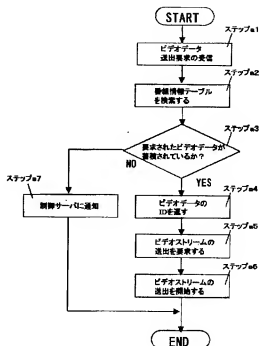 START
ステップa1
ビデオデータ
送出要求の受信
ステップa2
番組情報テーブル
を検索する
ステップa3
要求されたビデオデータが
蓄積されているか?
NO
YES
ステップa7
制御サーバに通知
ステップa4
ビデオデータの
IDを返す
ステップa5
ビデオストリームの
送出を要求する
ステップa6
ビデオストリームの
送出を開始する
END